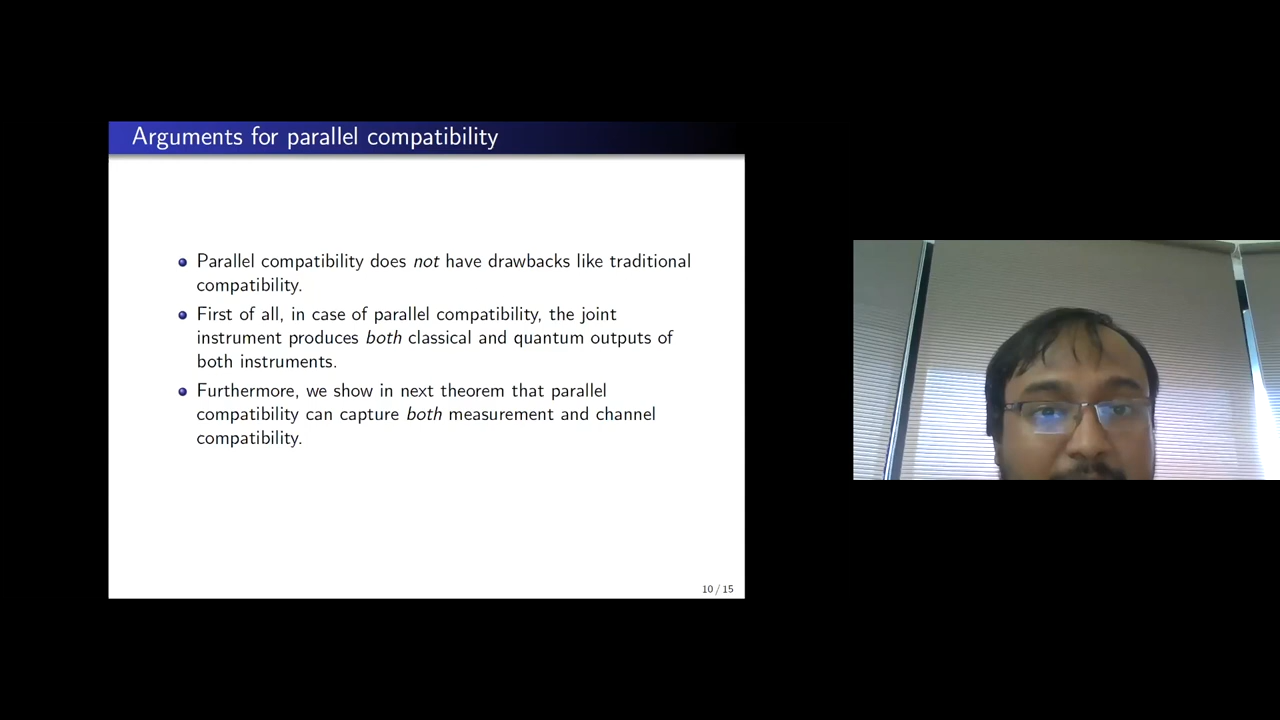 Arguments for parallel compatibility
Parallel compatibility does not have drawbacks like traditional
compatibility.
First of all, in case of parallel compatibility, the joint
instrument produces both classical and quantum outputs of
both instruments.
Furthermore, we show in next theorem that parallel
compatibility can capture both measurement and channel
compatibility.
10 / 15